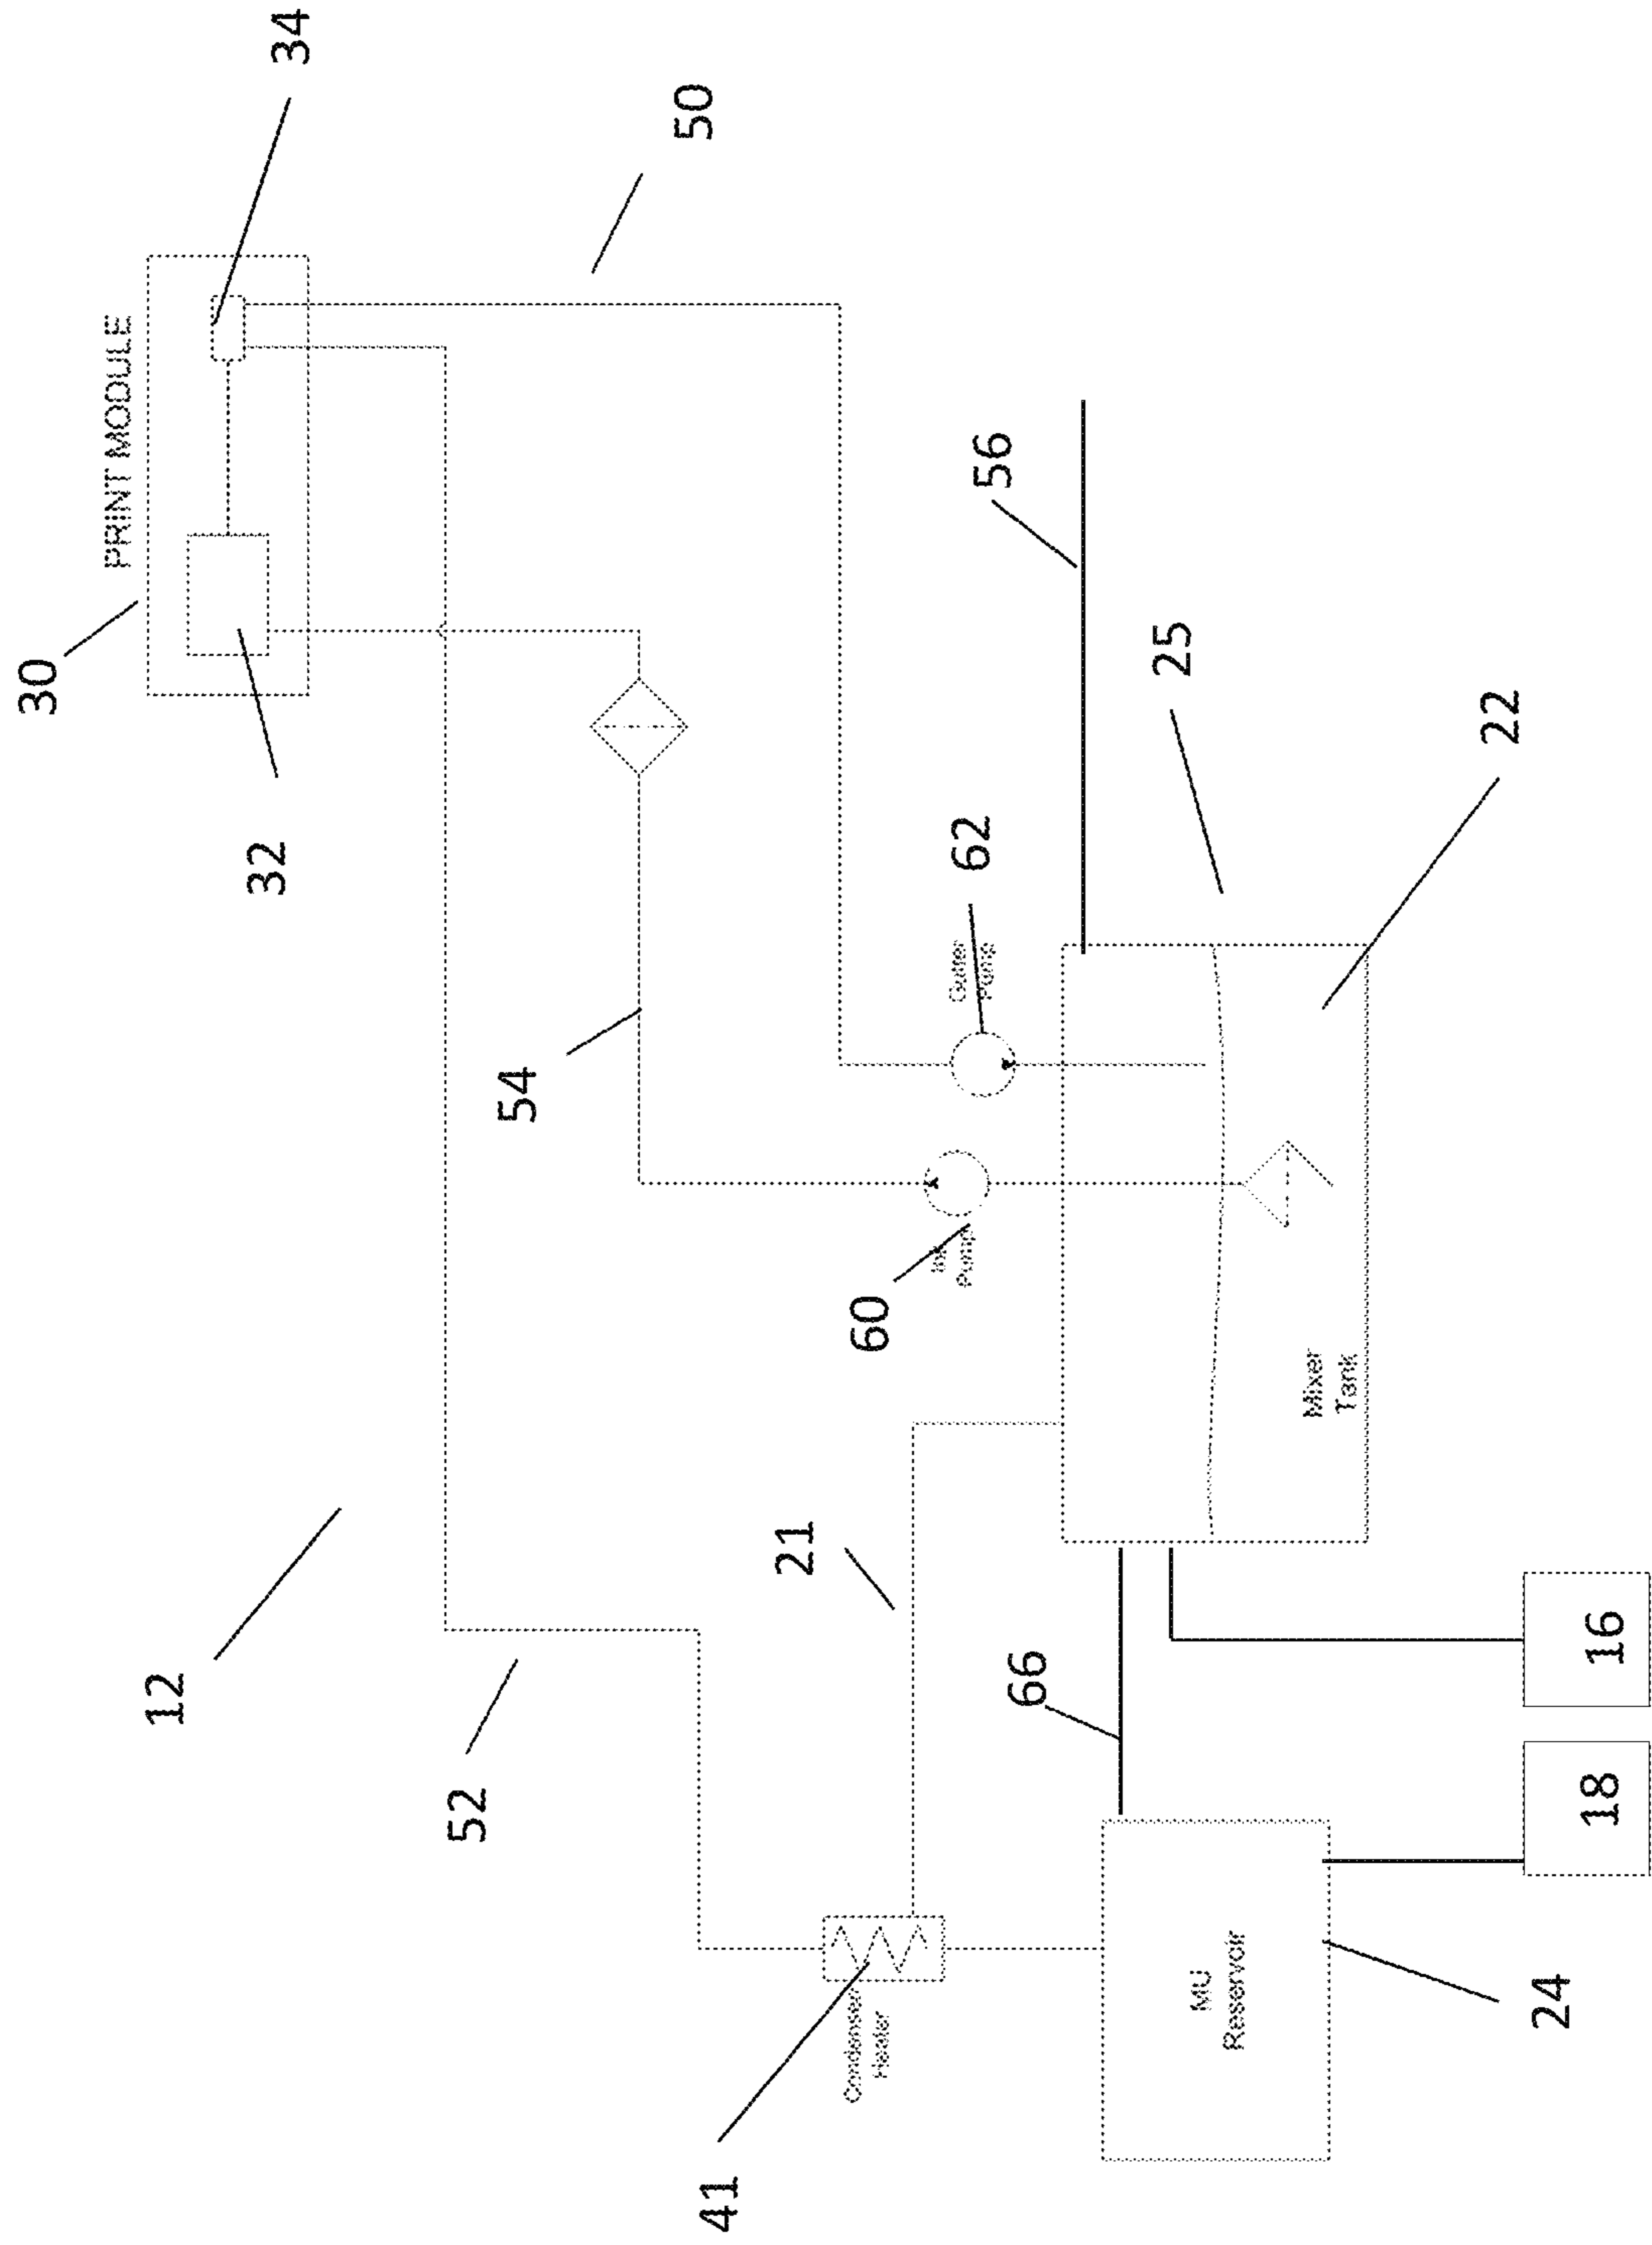 PRINT MODULE
30
34
32
50
12
52
54
56
62
Gutter
Pump
25
22
60
Ink
Pump
21
Mixer
Tank
66
16
18
41
Condenser
Heater
MU
Reservoir
24